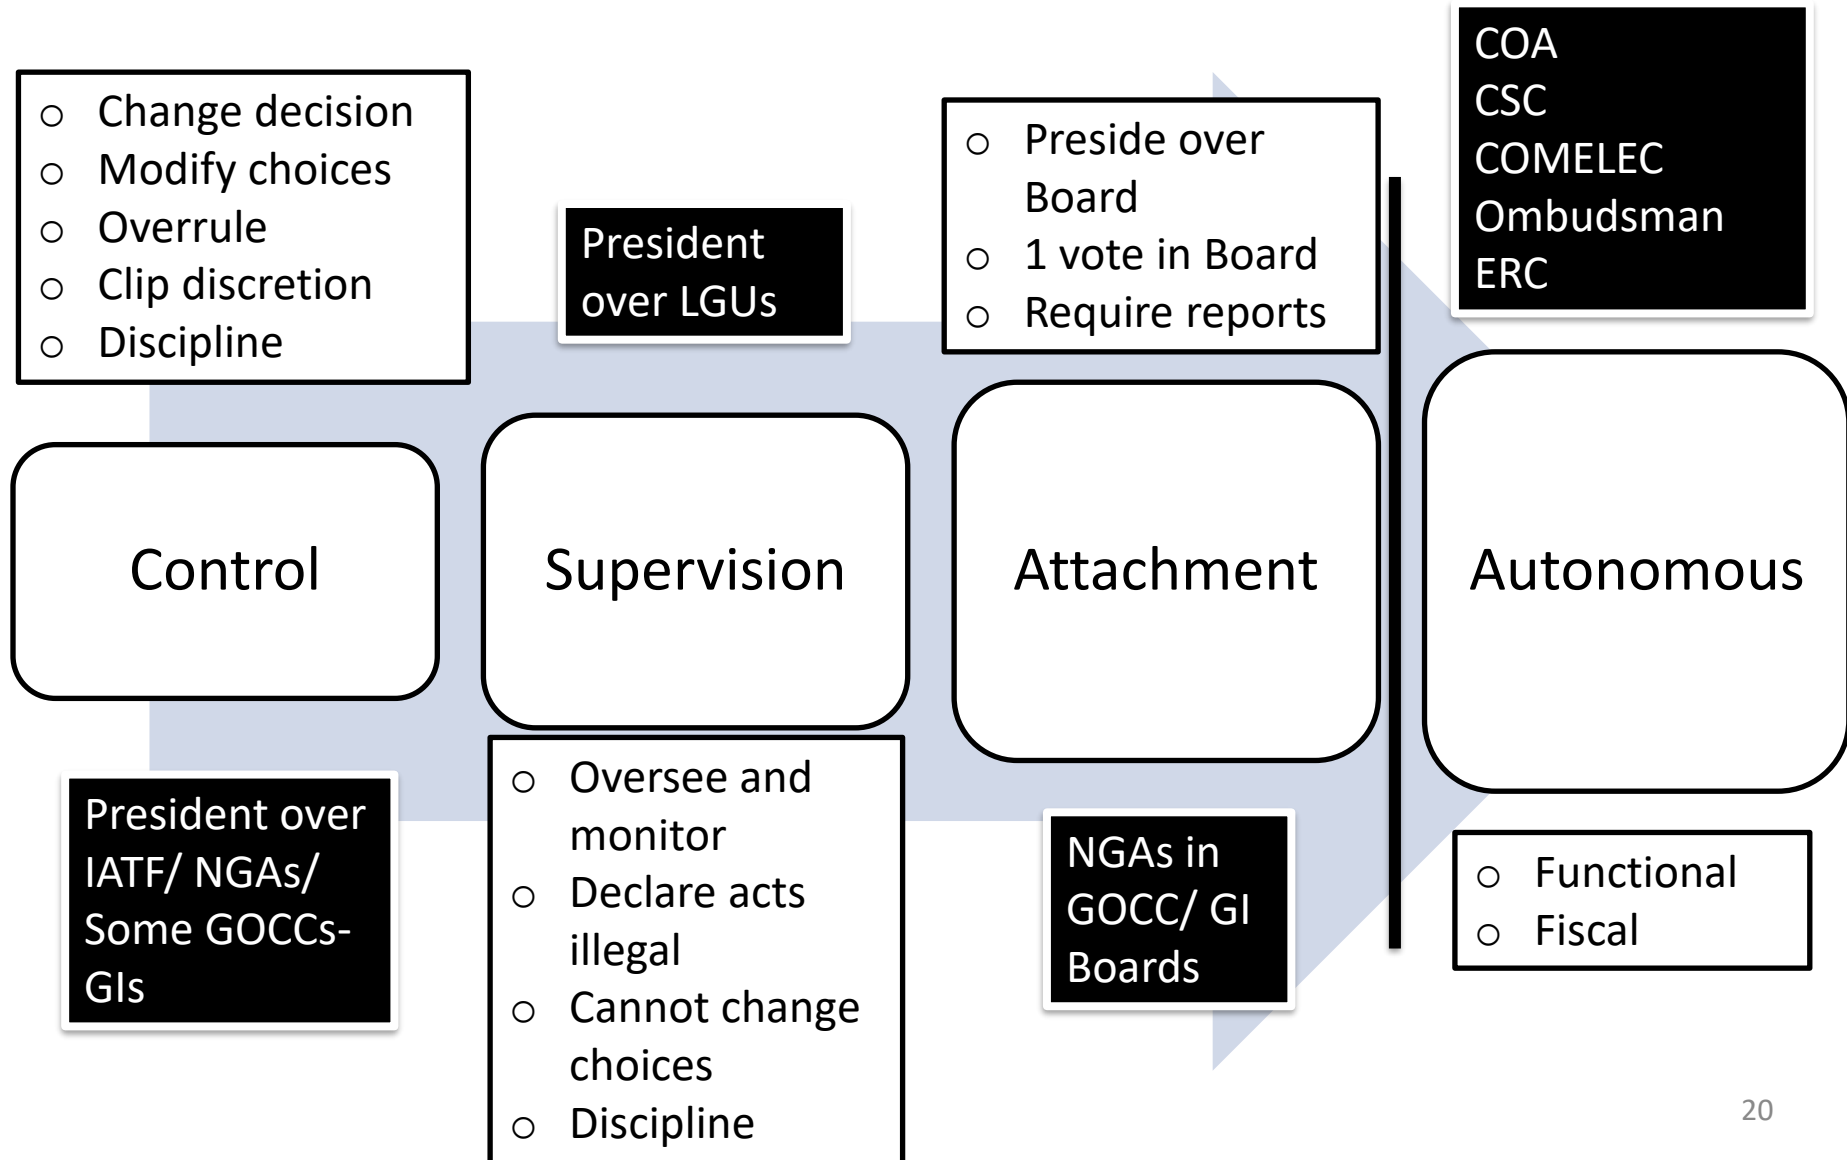 ○ Change decision
○ Modify choices
○ Overrule
○ Clip discretion
○ Discipline
Control
President over
IATF/ NGAs/
Some GOCCs-
GIs
President
over LGUs
Supervision
○ Oversee and
monitor
○ Declare acts
illegal
○ Cannot change
choices
○ Discipline
○ Preside over
Board
○ 1 vote in Board
○ Require reports
Attachment
NGAs in
GOCC/ GI
Boards
COA
CSC
COMELEC
Ombudsman
ERC
Autonomous
○ Functional
○ Fiscal
20